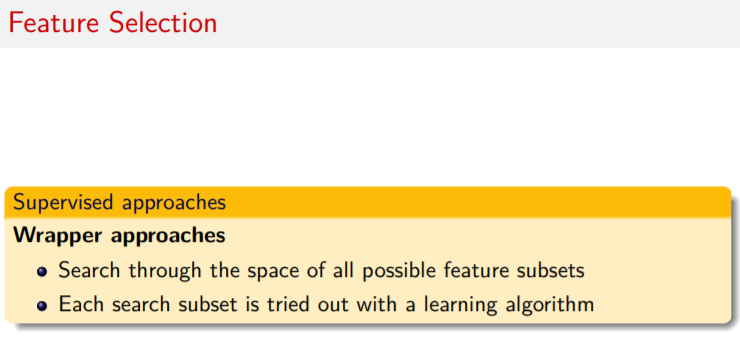 Feature Selection
Supervised approaches
Wrapper approaches
Search through the space of all possible feature subsets
Each search subset is tried out with a learning algorithm